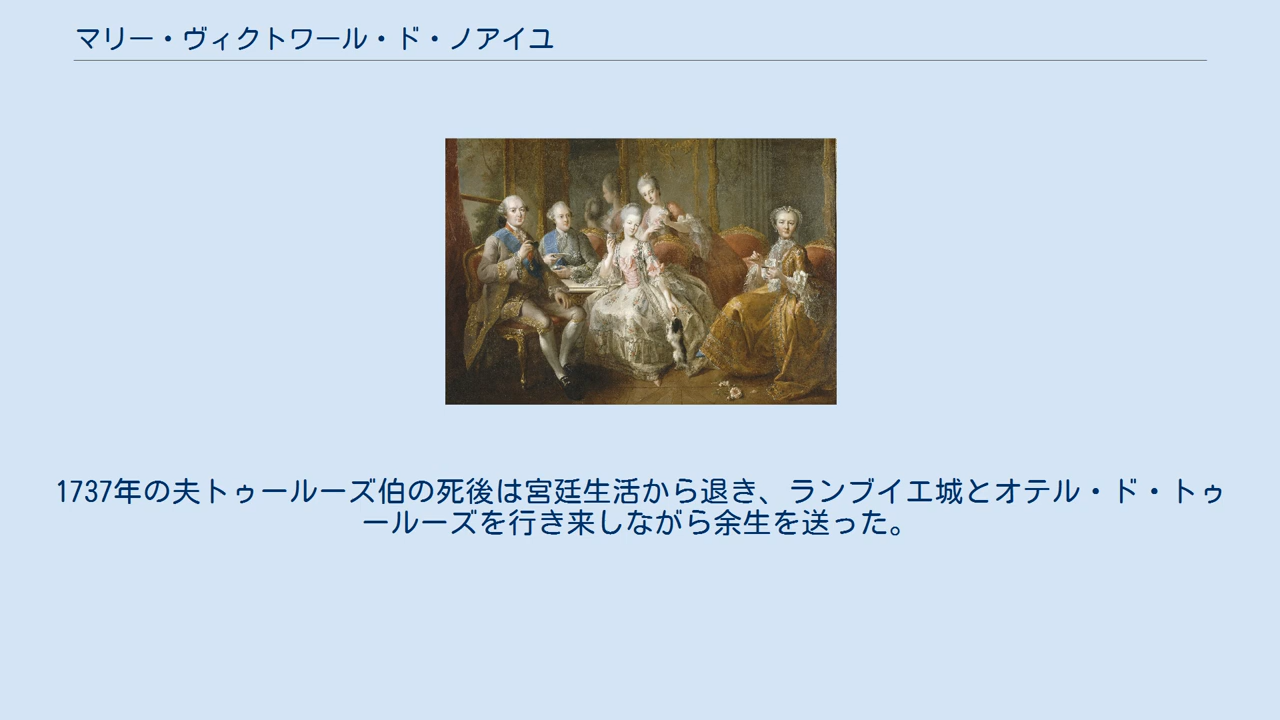 マリー・ヴィクトワール・ド・ノアイユ
1737年の夫トゥールーズ伯の死後は宮廷生活から退き、ランブイエ城とオテル・ド・トゥ
ールーズを行き来しながら余生を送った。